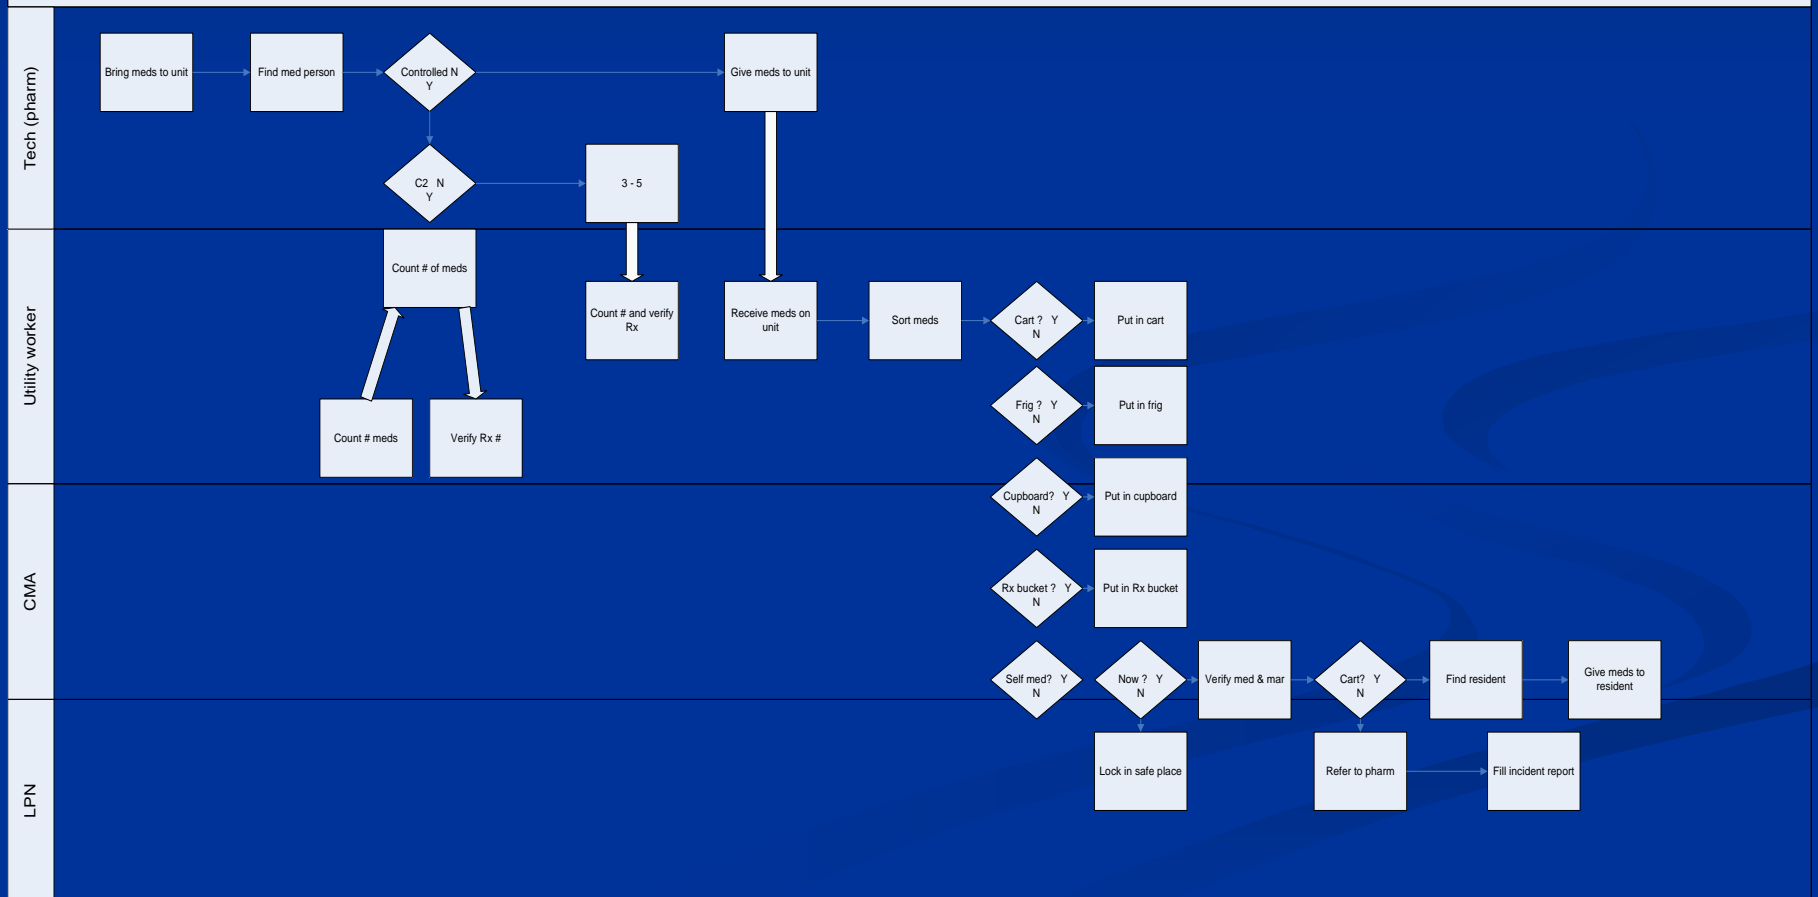 Tech (pharm)
Bring meds to unit
Find med person
Controlled N
Y
Give meds to unit
C2 N
Y
3 - 5
Utility worker
Count # of meds
Count # and verify
Rx
Receive meds on
unit
Sort meds
Cart ? Y
N
Put in cart
Frig ? Y
N
Put in frig
Count # meds
Verify Rx #
CMA
Cupboard? Y
N
Put in cupboard
Rx bucket ? Y
N
Put in Rx bucket
Self med? Y
N
Now ? Y
N
Verify med & mar
Cart? Y
N
Find resident
Give meds to
resident
LPN
Lock in safe place
Refer to pharm
Fill incident report